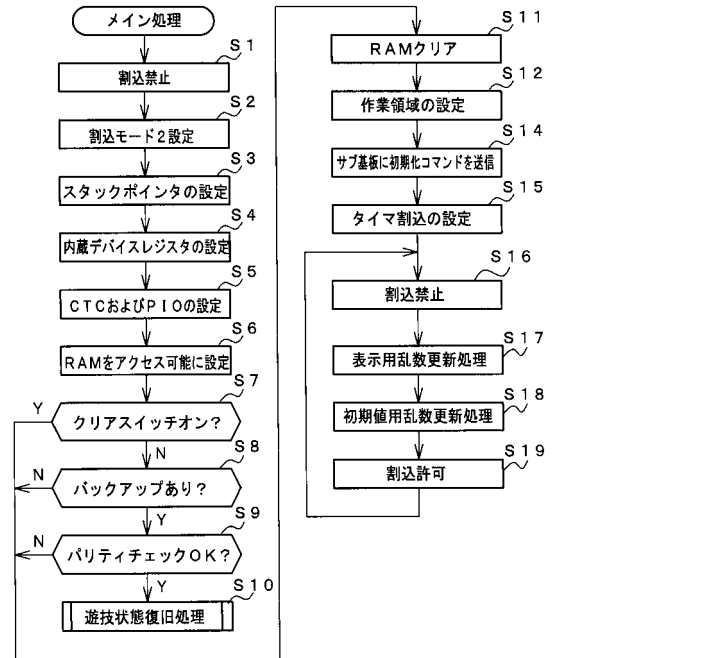 メイン処理
S1
割込禁止
S2
割込モード2設定
S3
スタックポインタの設定
S4
内蔵デバイスレジスタの設定
S5
CTCおよびPIOの設定
S6
RAMをアクセス可能に設定
S7
Y
クリアスイッチオン?
N
S8
N
バックアップあり?
Y
S9
N
パリティチェックOK?
Y
S10
遊技状態復旧処理
S11
RAMクリア
S12
作業領域の設定
S14
サブ基板に初期化コマンドを送信
S15
タイマ割込の設定
S16
割込禁止
S17
表示用乱数更新処理
S18
初期値用乱数更新処理
S19
割込許可